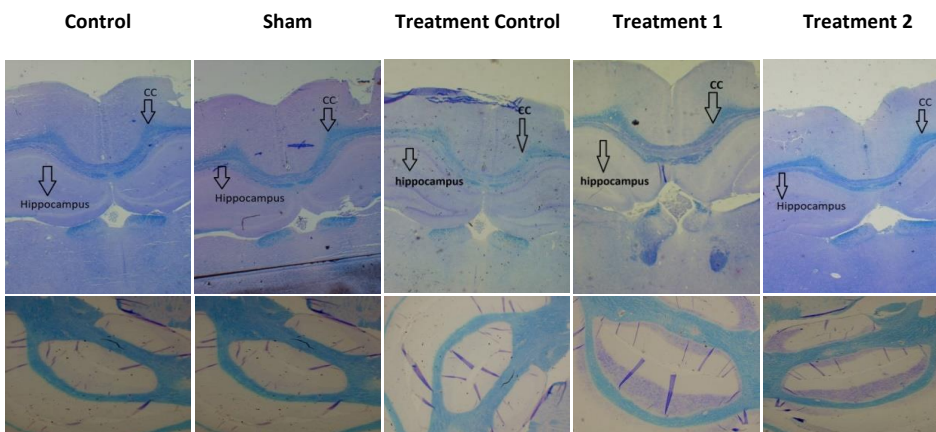 Control
Sham
Treatment Control
Treatment 1
Treatment 2
CC
Hippocampus
CC
Hippocampus
CC
hippocampus
CC
hippocampus
CC
Hippocampus